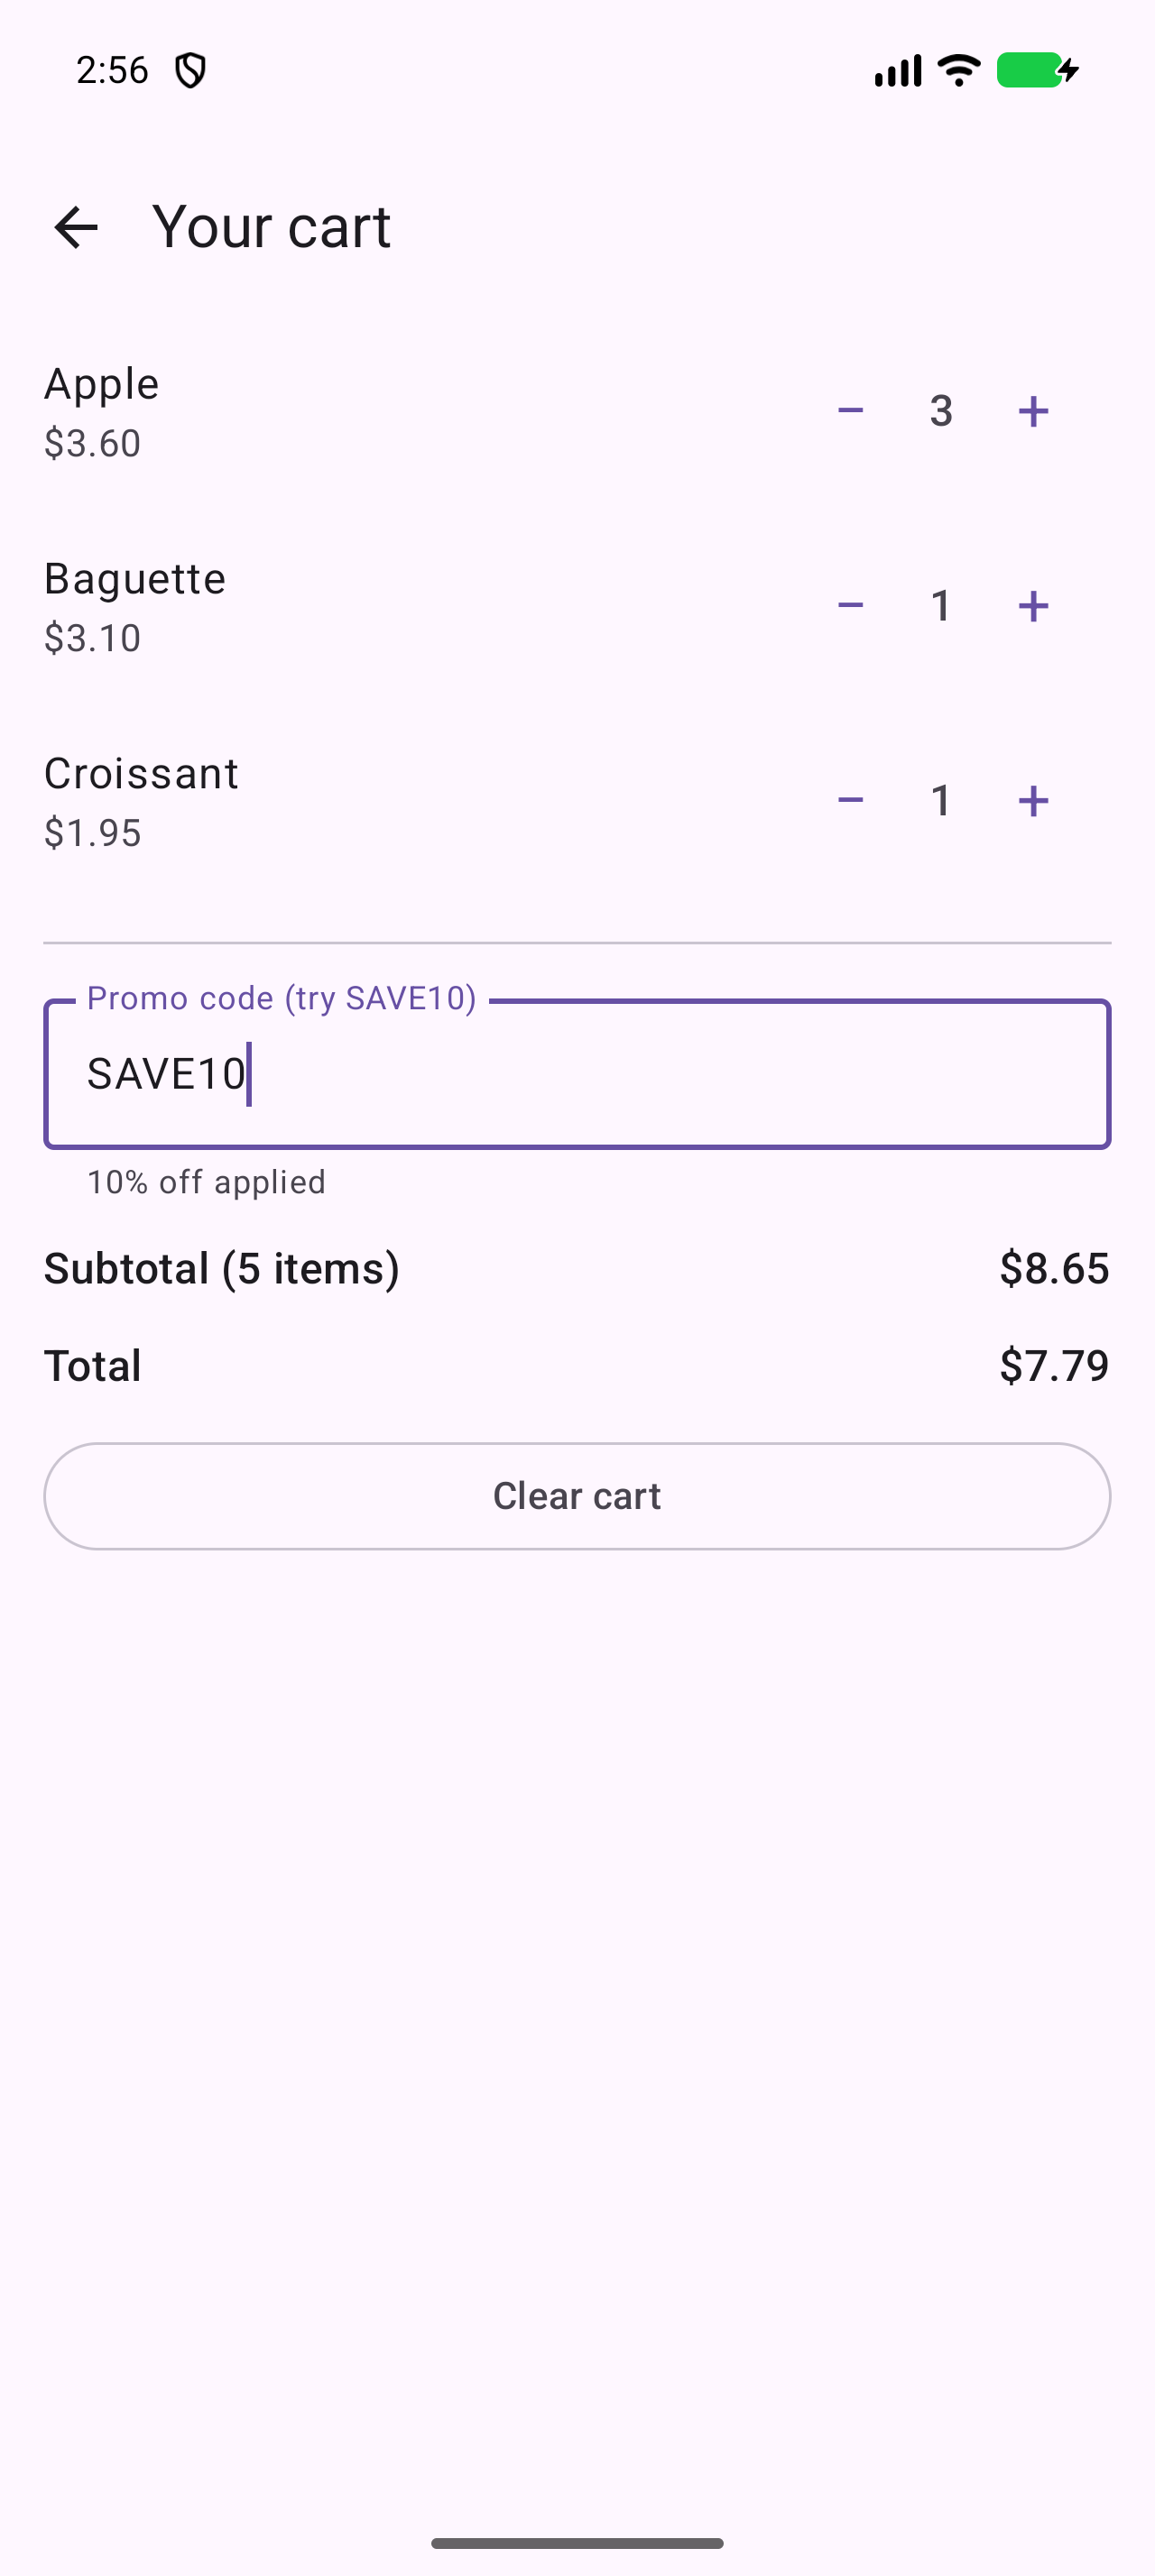 2:56
Your cart
Apple
$3.60
− 3 +
Baguette
$3.10
− 1 +
Croissant
$1.95
− 1 +
Promo code (try SAVE10)
SAVE10
10% off applied
Subtotal (5 items) $8.65
Total $7.79
Clear cart